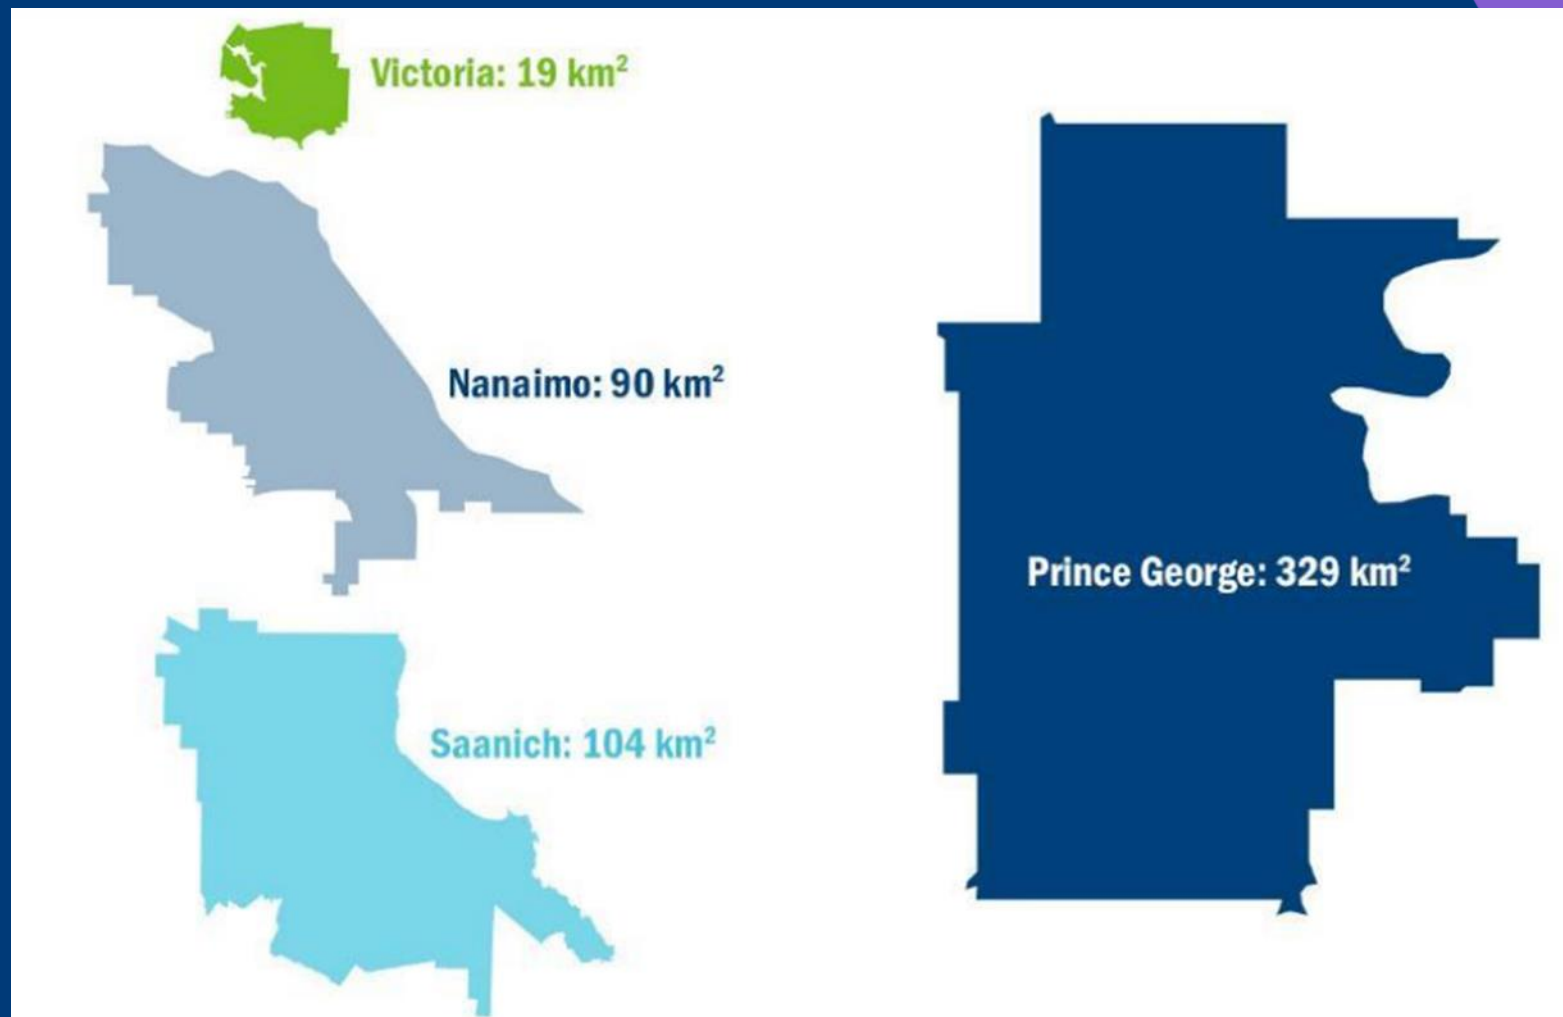 Victoria: 19 km²
Nanaimo: 90 km²
Prince George: 329 km²
Saanich: 104 km²